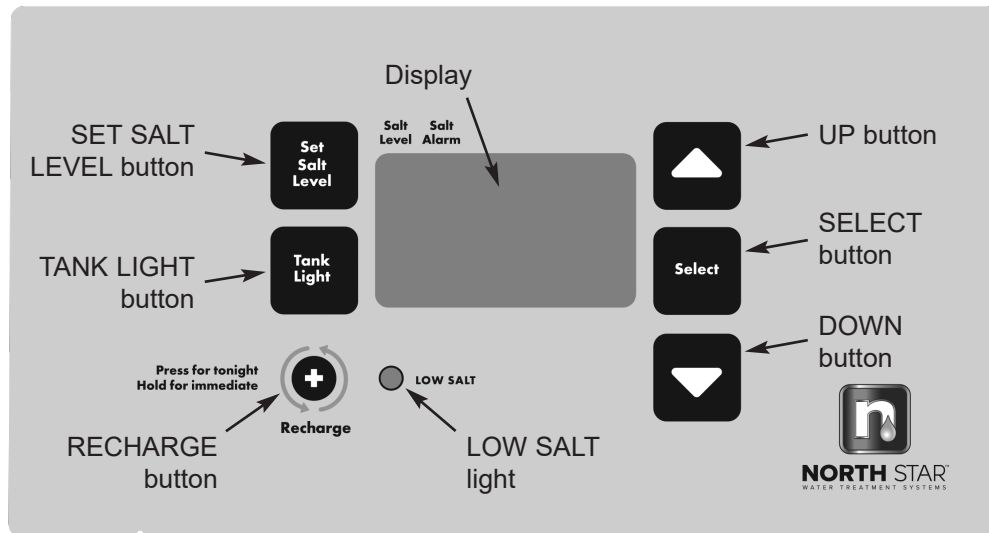 Display
SET SALT
LEVEL button
Set
Salt
Level
Salt Salt
Level Alarm
UP button
TANK LIGHT
button
Tank
Light
Select
SELECT
button
DOWN
button
Press for tonight
Hold for immediate
Recharge
LOW SALT
RECHARGE
button
LOW SALT
light
n
NORTH STAR™
WATER TREATMENT SYSTEMS